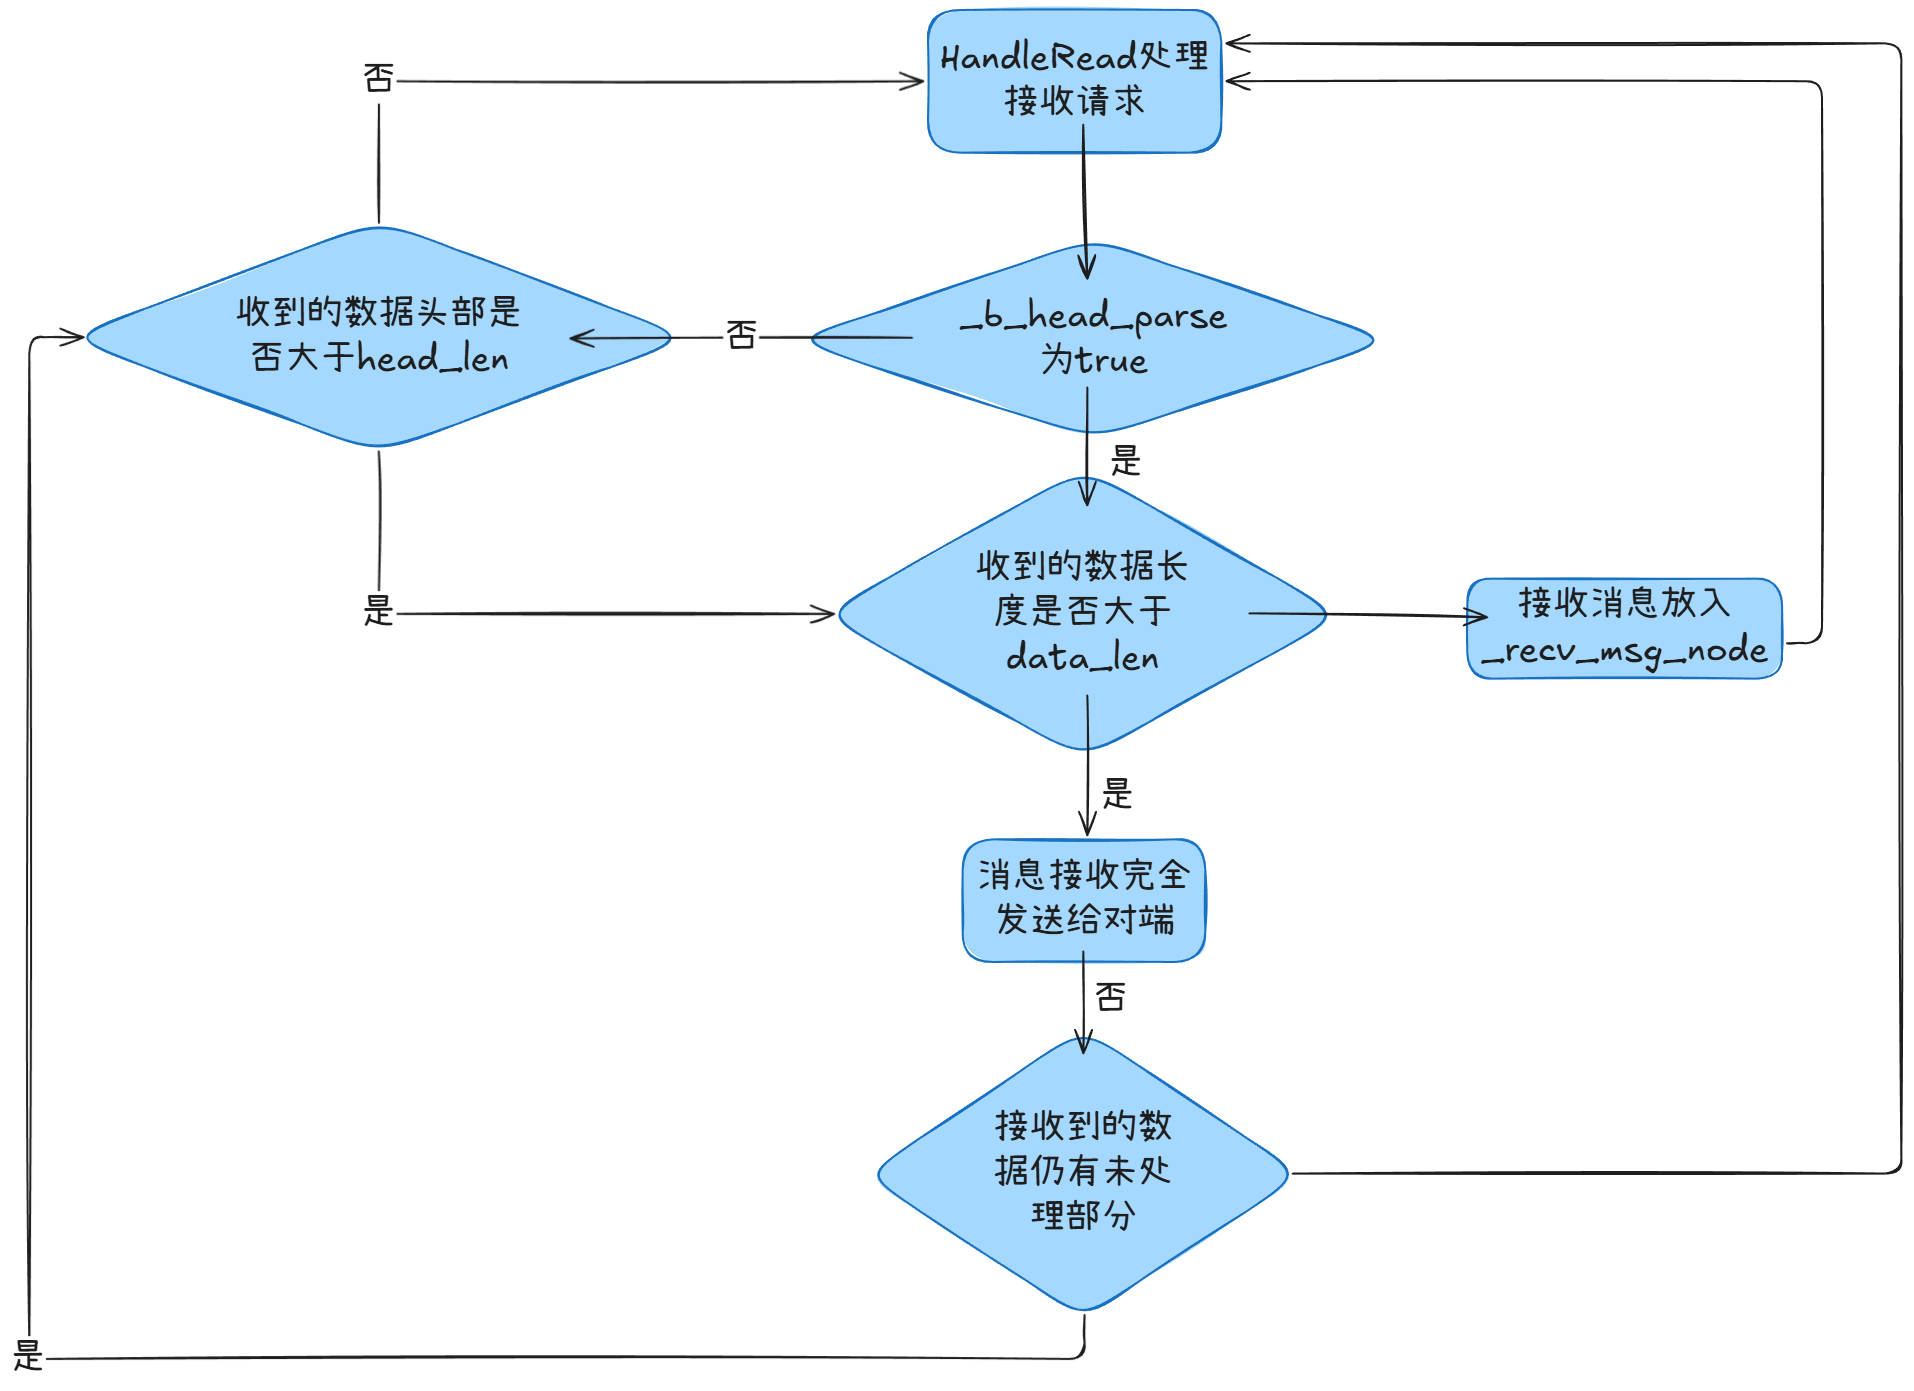 HandleRead处理
接收请求
否
收到的数据头部是
否大于head_len
否
_b_head_parse
为true
是
收到的数据长
度是否大于
data_len
接收消息放入
_recv_msg_node
是
是
消息接收完全
发送给对端
否
接收到的数
据仍有未处
理部分
是